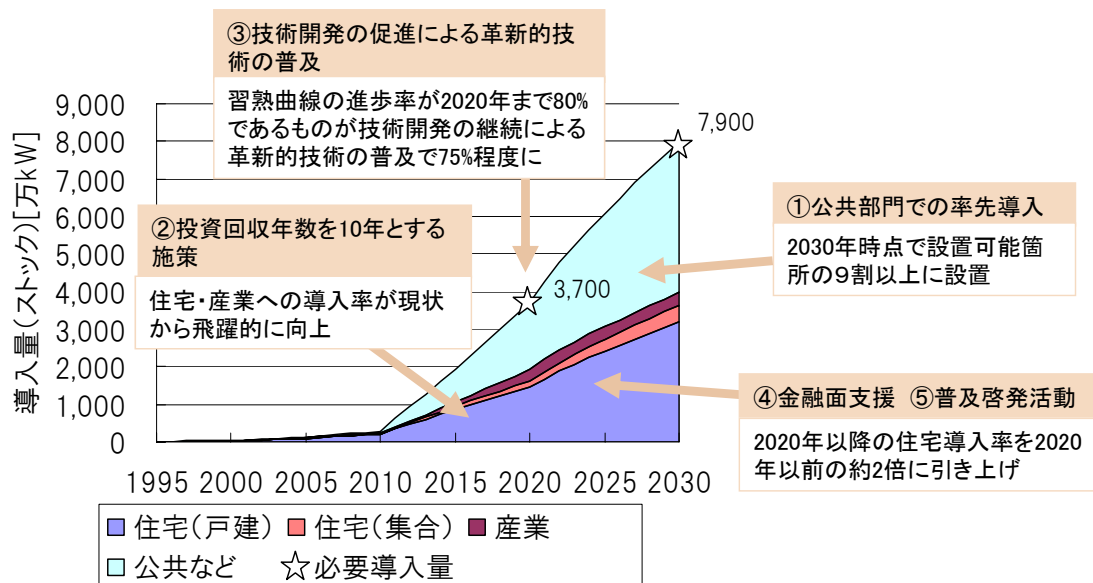 ③技術開発の促進による革新的技
術の普及
習熟曲線の進歩率が2020年まで80%
であるものが技術開発の継続による
革新的技術の普及で75%程度に
②投資回収年数を10年とする
施策
住宅・産業への導入率が現状
から飛躍的に向上
①公共部門での率先導入
2030年時点で設置可能箇
所の９割以上に設置
④金融面支援 ⑤普及啓発活動
2020年以降の住宅導入率を2020
年以前の約2倍に引き上げ
導入量(ストック)[万kW]
9,000
8,000
7,000
6,000
5,000
4,000
3,000
2,000
1,000
0
7,900
3,700
1995 2000 2005 2010 2015 2020 2025 2030
住宅(戸建) 住宅(集合) 産業
公共など ☆必要導入量